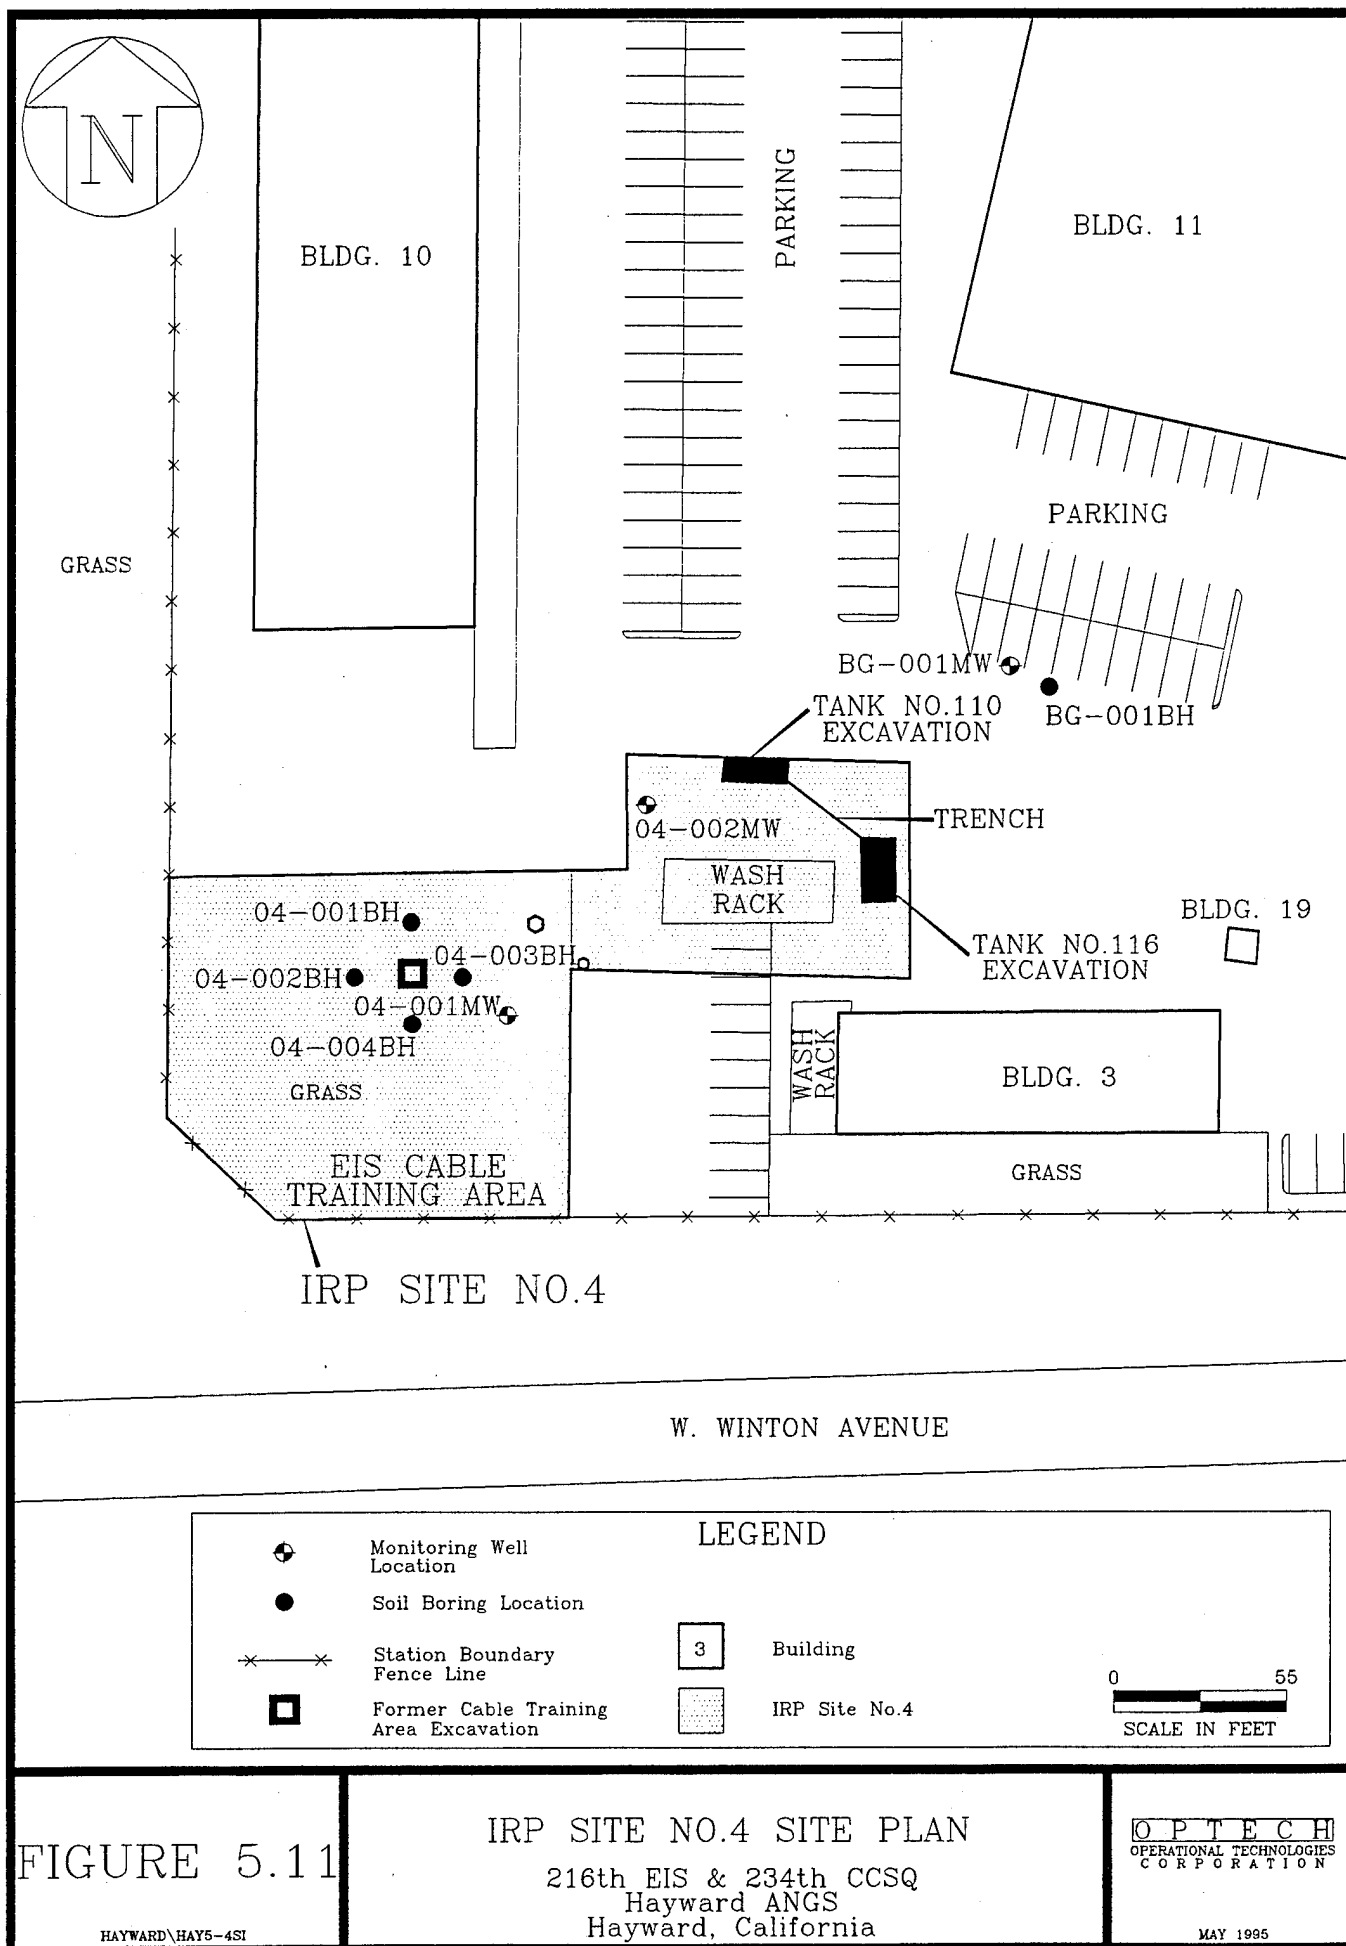 N
BLDG. 10
PARKING
BLDG. 11
PARKING
GRASS
BG-001MW
BG-001BH
TANK NO.110
EXCAVATION
04-002MW
TRENCH
WASH
RACK
04-001BH
BLDG. 19
04-003BH
TANK NO.116
EXCAVATION
04-002BH
04-001MW
04-004BH
WASH
RACK
BLDG. 3
GRASS
EIS CABLE
TRAINING AREA
GRASS
IRP SITE NO.4
W. WINTON AVENUE
LEGEND
Monitoring Well
Location
Soil Boring Location
Station Boundary
Fence Line
3
Building
Former Cable Training
Area Excavation
IRP Site No.4
0 55
SCALE IN FEET
FIGURE 5.11
HAYWARD\HAY5-4SI
IRP SITE NO.4 SITE PLAN
216th EIS & 234th CCSQ
Hayward ANGS
Hayward, California
OPTECH
OPERATIONAL TECHNOLOGIES
CORPORATION
MAY 1995